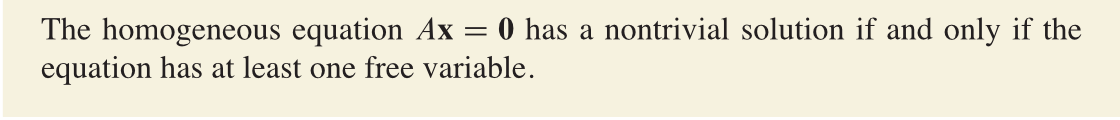 The homogeneous equation Ax = 0 has a nontrivial solution if and only if the
equation has at least one free variable.